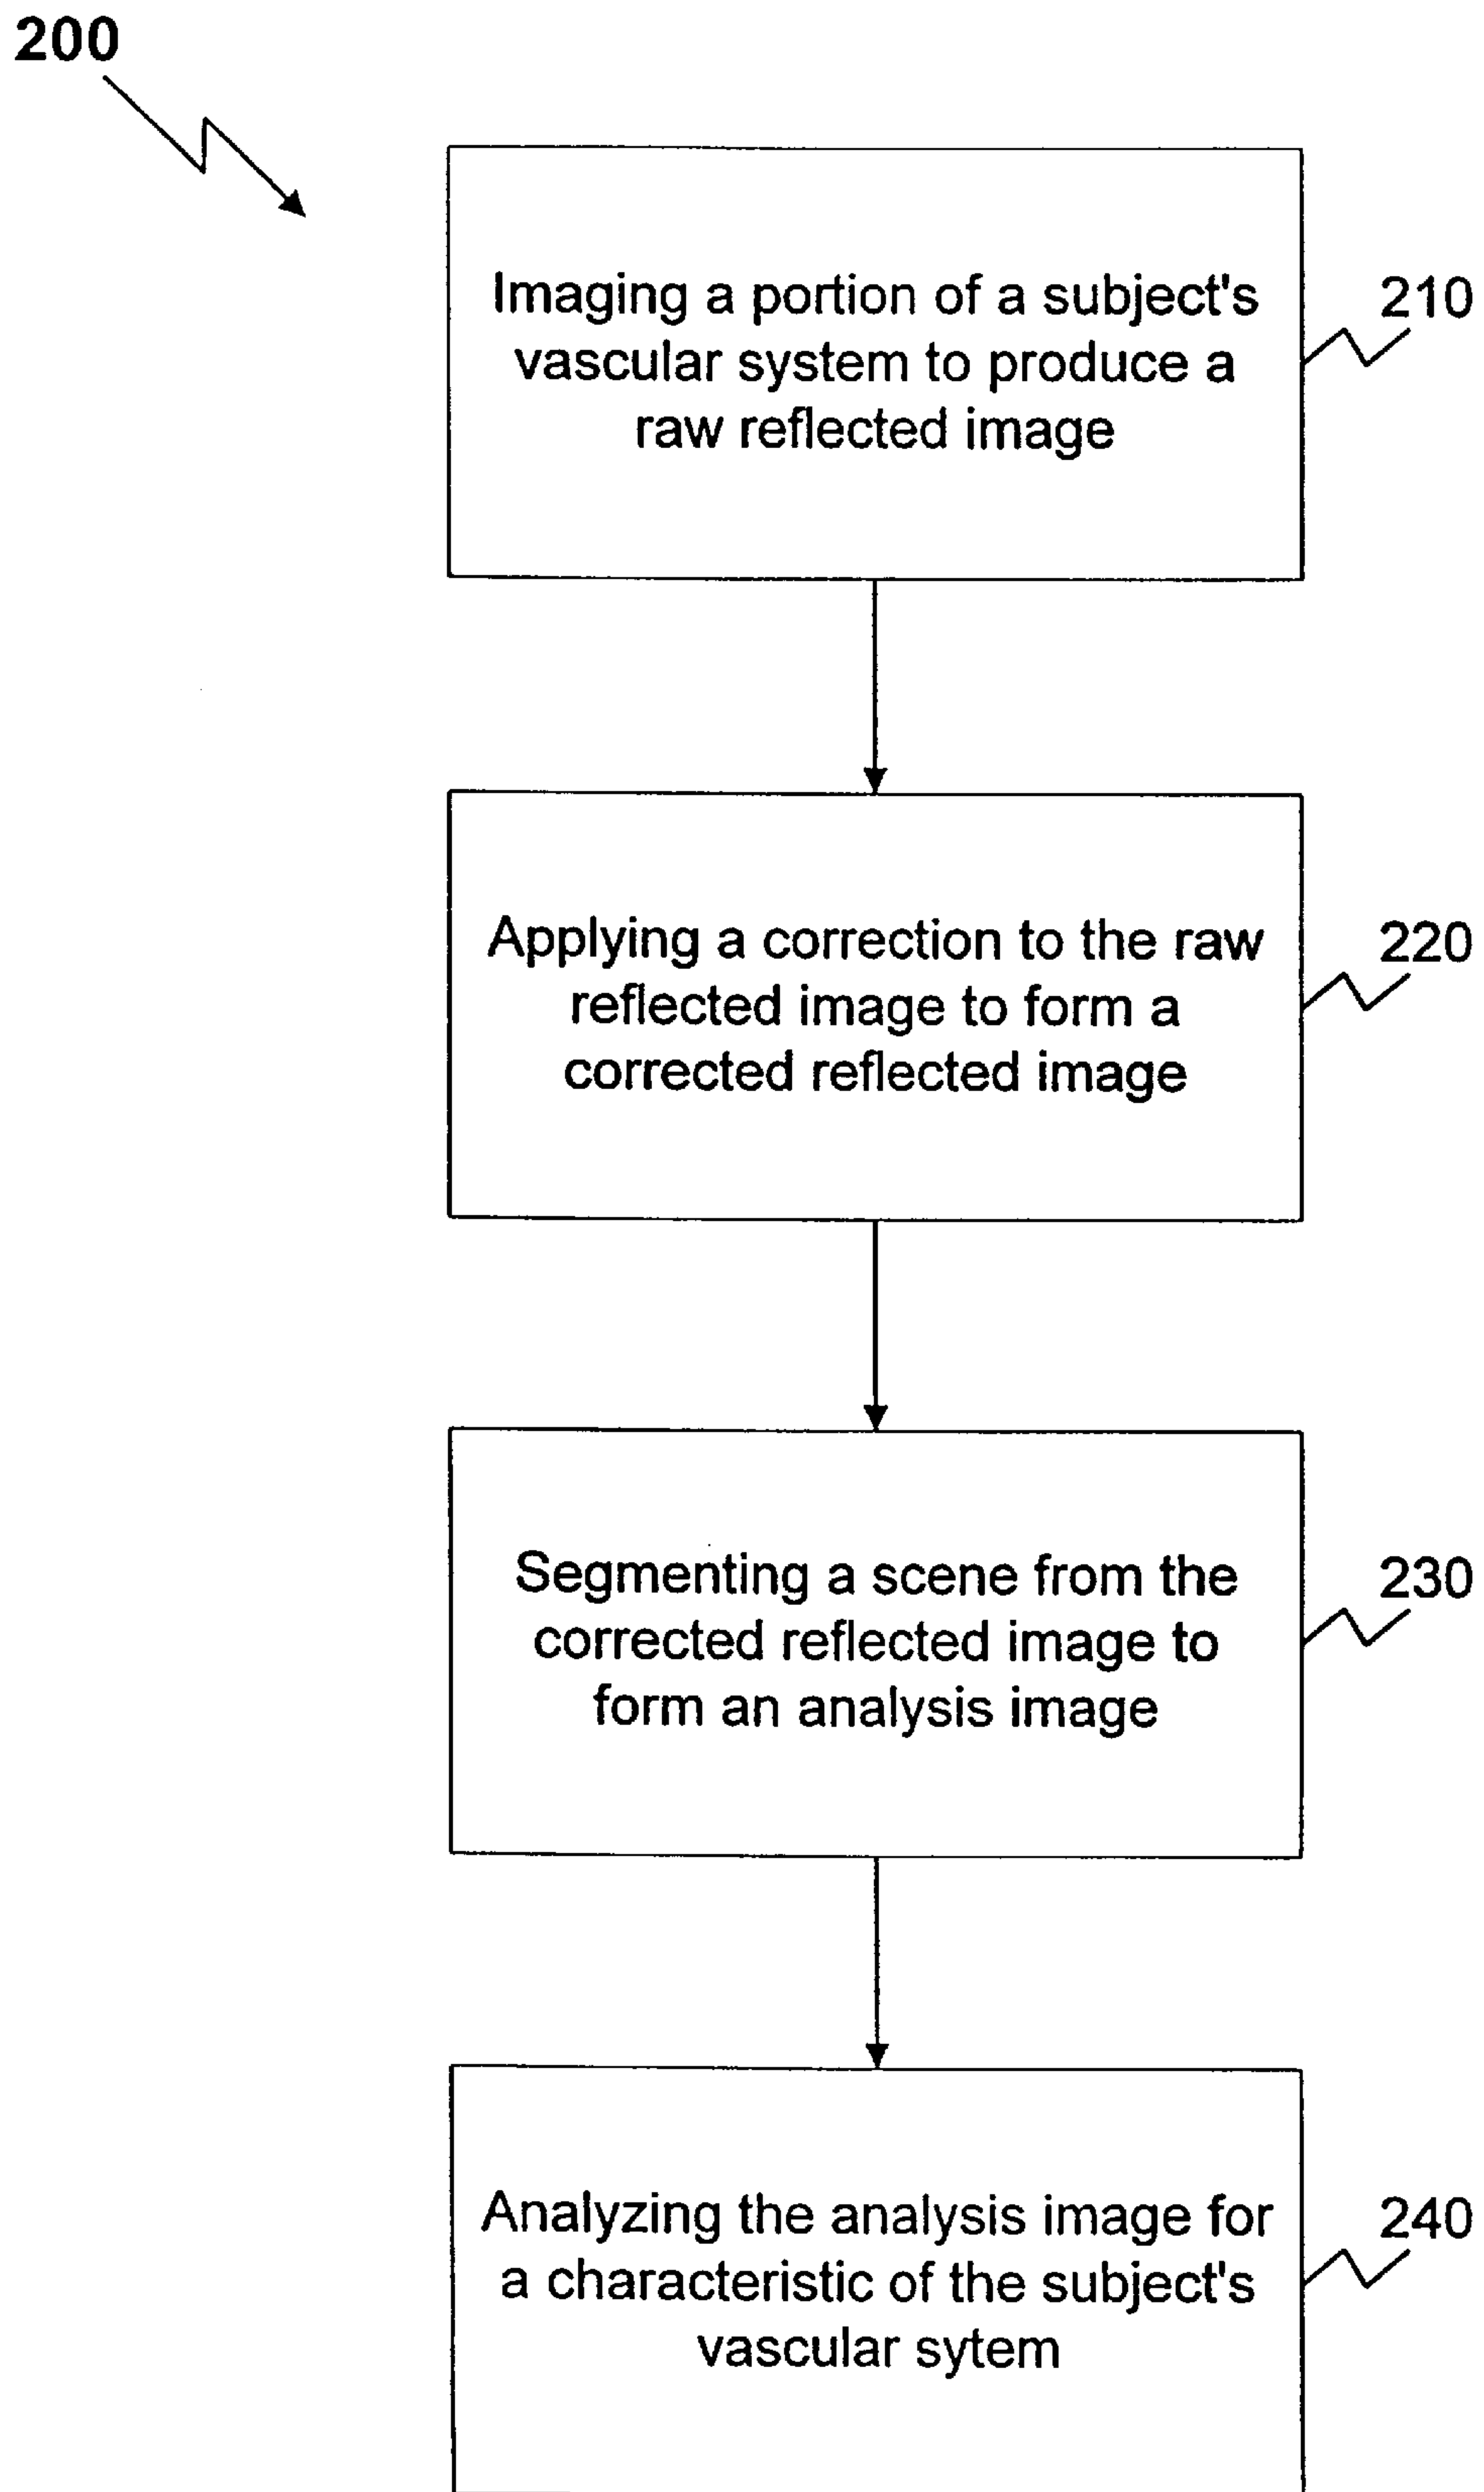 200
Imaging a portion of a subject's
vascular system to produce a
raw reflected image
210
Applying a correction to the raw
reflected image to form a
corrected reflected image
220
Segmenting a scene from the
corrected reflected image to
form an analysis image
230
Analyzing the analysis image for
a characteristic of the subject's
vascular sytem
240